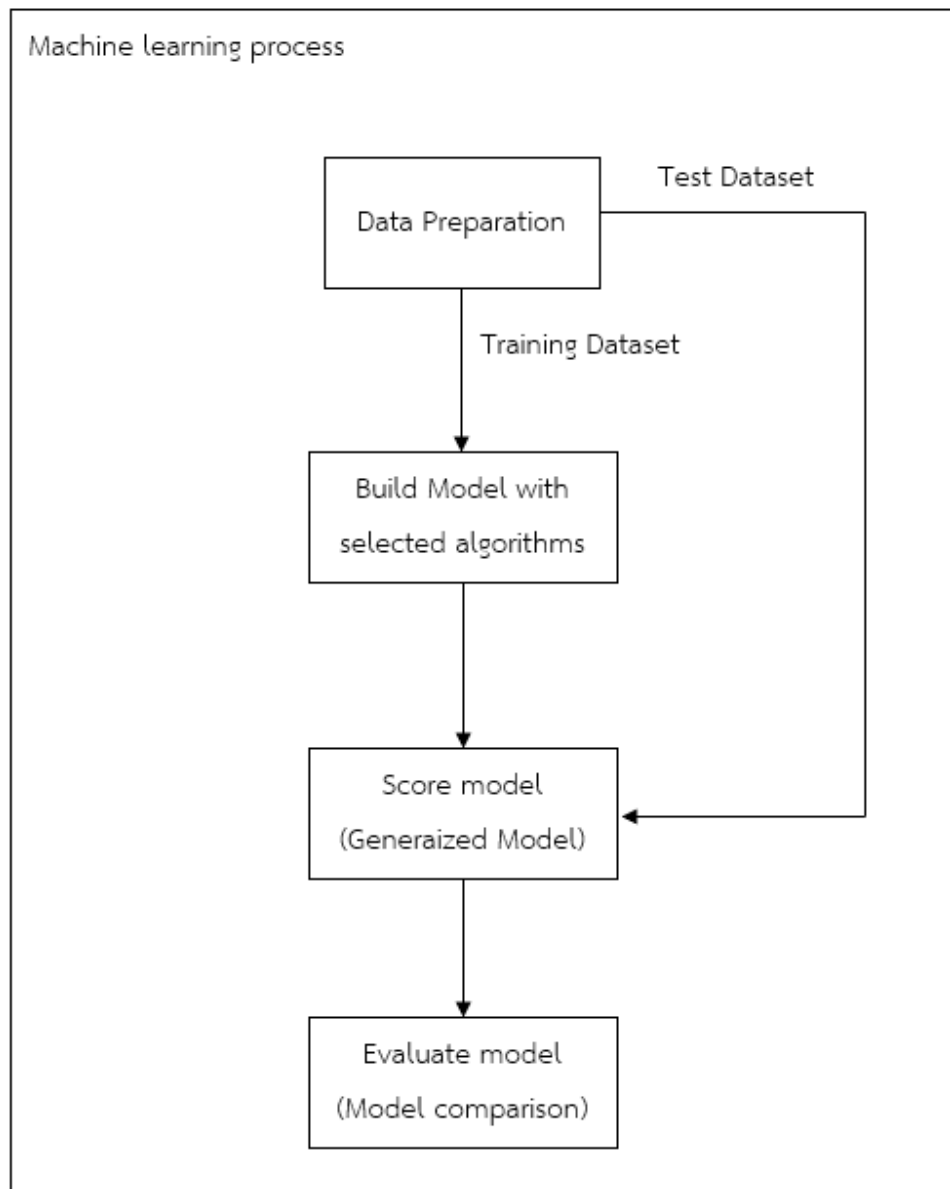 Machine learning process
Test Dataset
Data Preparation
Training Dataset
Build Model with
selected algorithms
Score model
(Generaized Model)
Evaluate model
(Model comparison)